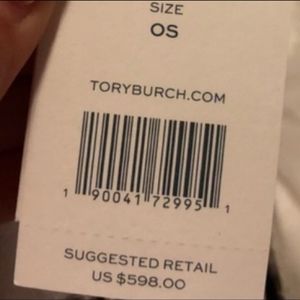 SIZE
OS
TORYBURCH.COM
1 90041 72995 1
SUGGESTED RETAIL
US $598.00